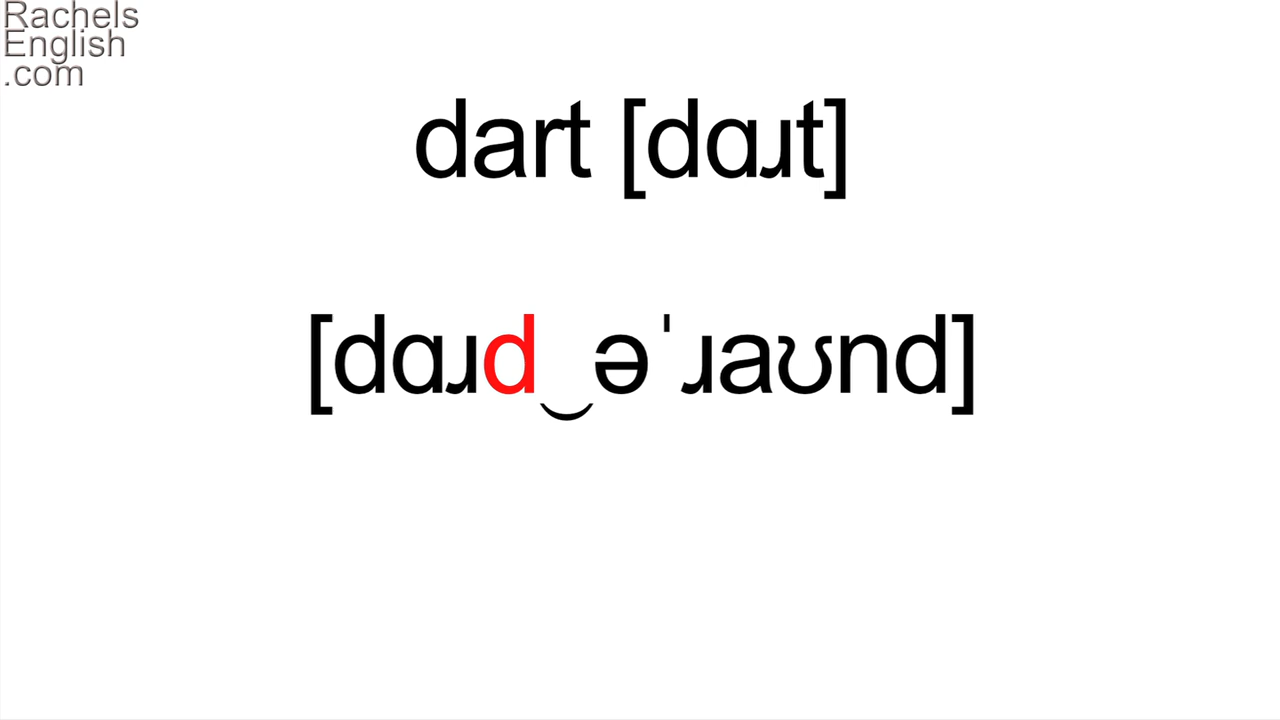 Rachels
English
.com
dart [dɑɹt]
[dɑɹd‿əˈɹaʊnd]